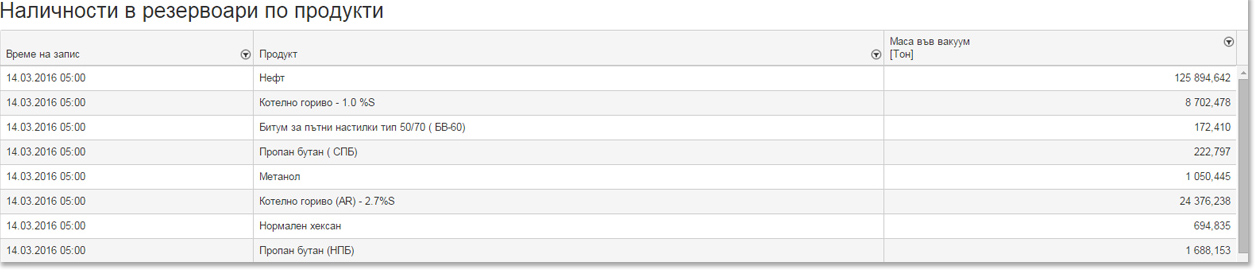 Наличности в резервоари по продукти
Време на запис Продукт Маса във вакуум
[Тон]
14.03.2016 05:00 Нефт 125 894,642
14.03.2016 05:00 Котелно гориво - 1.0 %S 8 702,478
14.03.2016 05:00 Битум за пътни настилки тип 50/70 ( БВ-60) 172,410
14.03.2016 05:00 Пропан бутан ( СПБ) 222,797
14.03.2016 05:00 Метанол 1 050,445
14.03.2016 05:00 Котелно гориво (AR) - 2.7%S 24 376,238
14.03.2016 05:00 Нормален хексан 694,835
14.03.2016 05:00 Пропан бутан (НПБ) 1 688,153